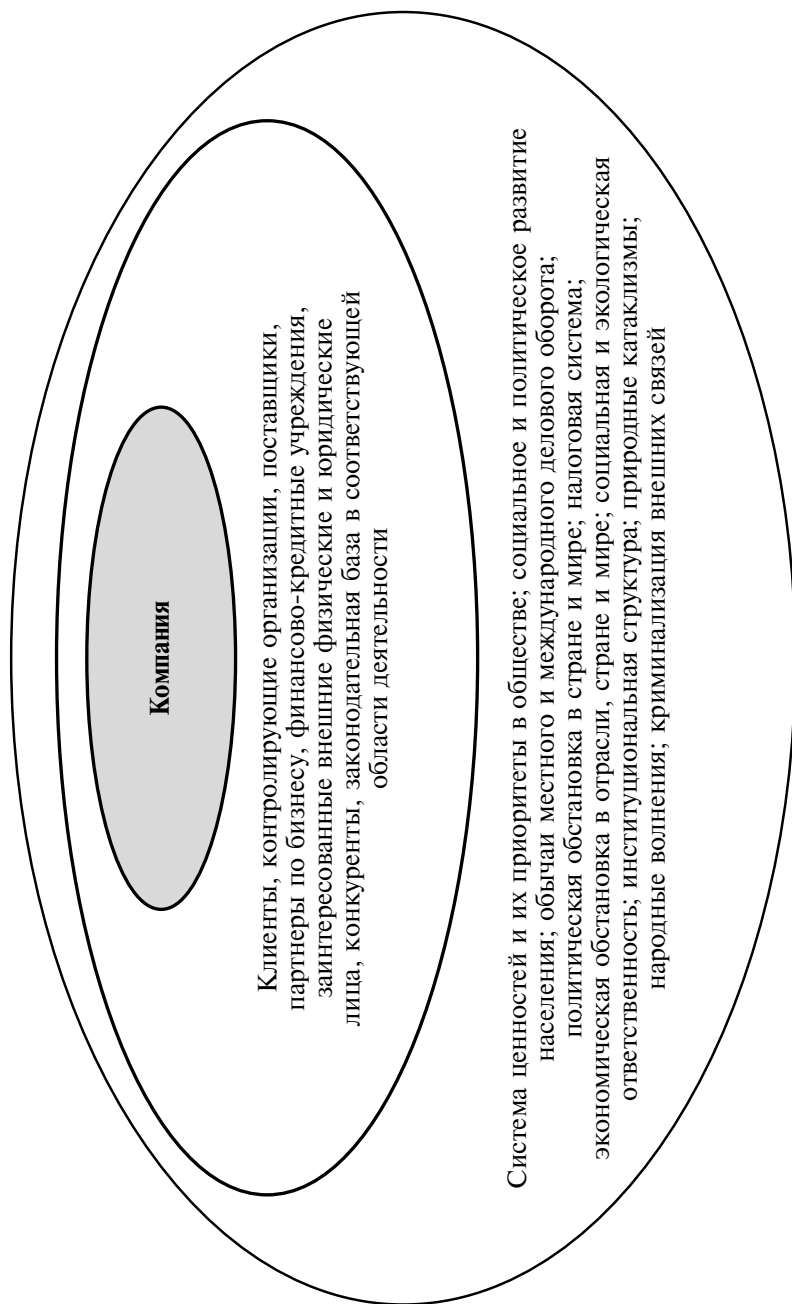 Компания
Клиенты, контролирующие организации, поставщики,
партнеры по бизнесу, финансово-кредитные учреждения,
заинтересованные внешние физические и юридические
лица, конкуренты, законодательная база в соответствующей
области деятельности
Система ценностей и их приоритеты в обществе; социальное и политическое развитие
населения; обычаи местного и международного делового оборота;
политическая обстановка в стране и мире; налоговая система;
экономическая обстановка в отрасли, стране и мире; социальная и экологическая
ответственность; институциональная структура; природные катаклизмы;
народные волнения; криминализация внешних связей